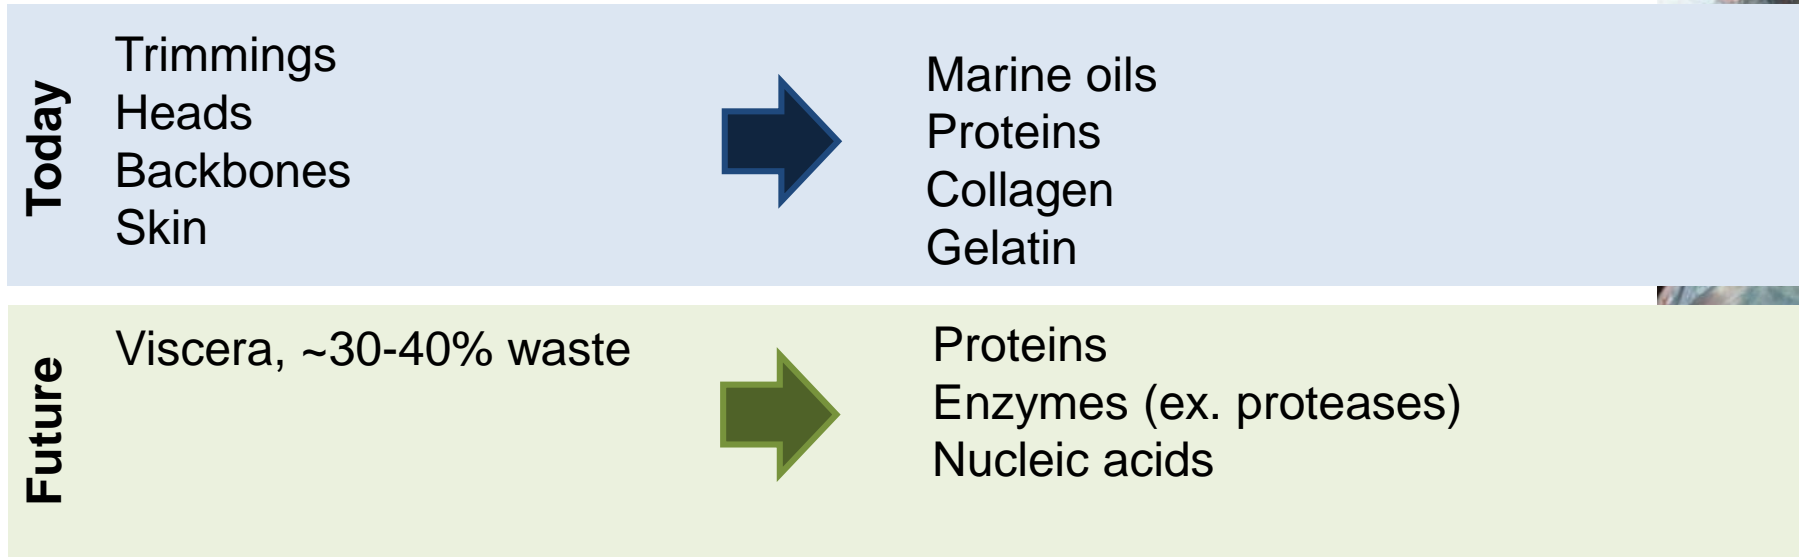 Today
Trimmings
Heads
Backbones
Skin
Marine oils
Proteins
Collagen
Gelatin
Future
Viscera, ~30-40% waste
Proteins
Enzymes (ex. proteases)
Nucleic acids